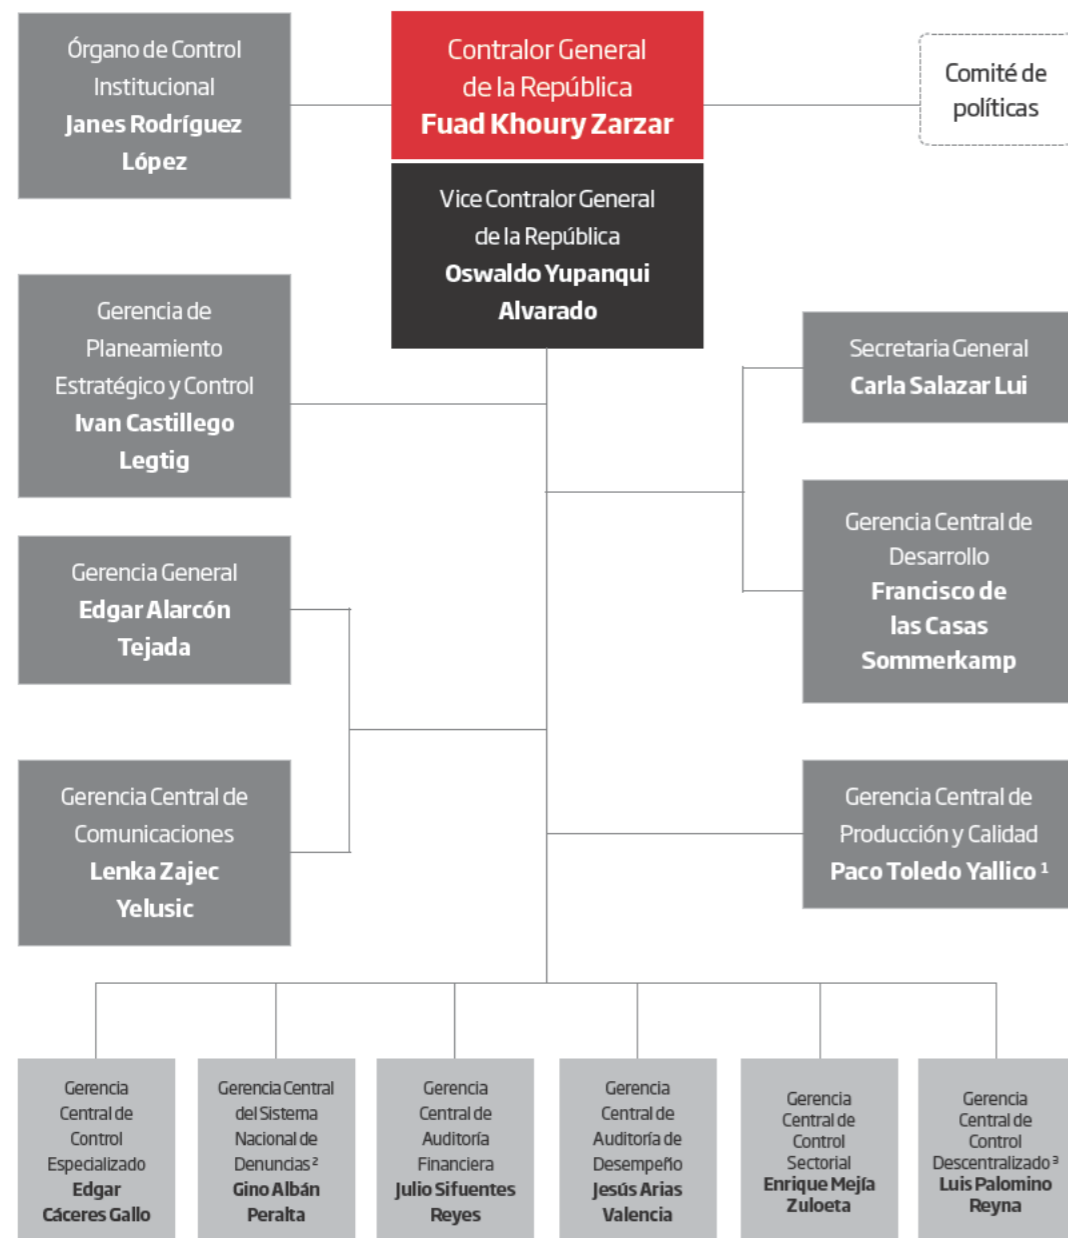 Órgano de Control
Institucional
Janes Rodríguez
López
Contralor General
de la República
Fuad Khoury Zarzar
Comité de
políticas
Vice Contralor General
de la República
Oswaldo Yupanqui
Alvarado
Gerencia de
Planeamiento
Estratégico y Control
Ivan Castillego
Legtig
Secretaria General
Carla Salazar Lui
Gerencia Central de
Desarrollo
Francisco de
las Casas
Sommerkamp
Gerencia General
Edgar Alarcón
Tejada
Gerencia Central de
Comunicaciones
Lenka Zajec
Yelusic
Gerencia Central de
Producción y Calidad
Paco Toledo Yallico ¹
Gerencia
Central de
Control
Especializado
Edgar
Cáceres Gallo
Gerencia Central
del Sistema
Nacional de
Denuncias ²
Gino Albán
Peralta
Gerencia
Central de
Auditoría
Financiera
Julio Sifuentes
Reyes
Gerencia
Central de
Auditoría de
Desempeño
Jesús Arias
Valencia
Gerencia
Central de
Control
Sectorial
Enrique Mejía
Zuloeta
Gerencia
Central de
Control
Descentralizado ³
Luis Palomino
Reyna